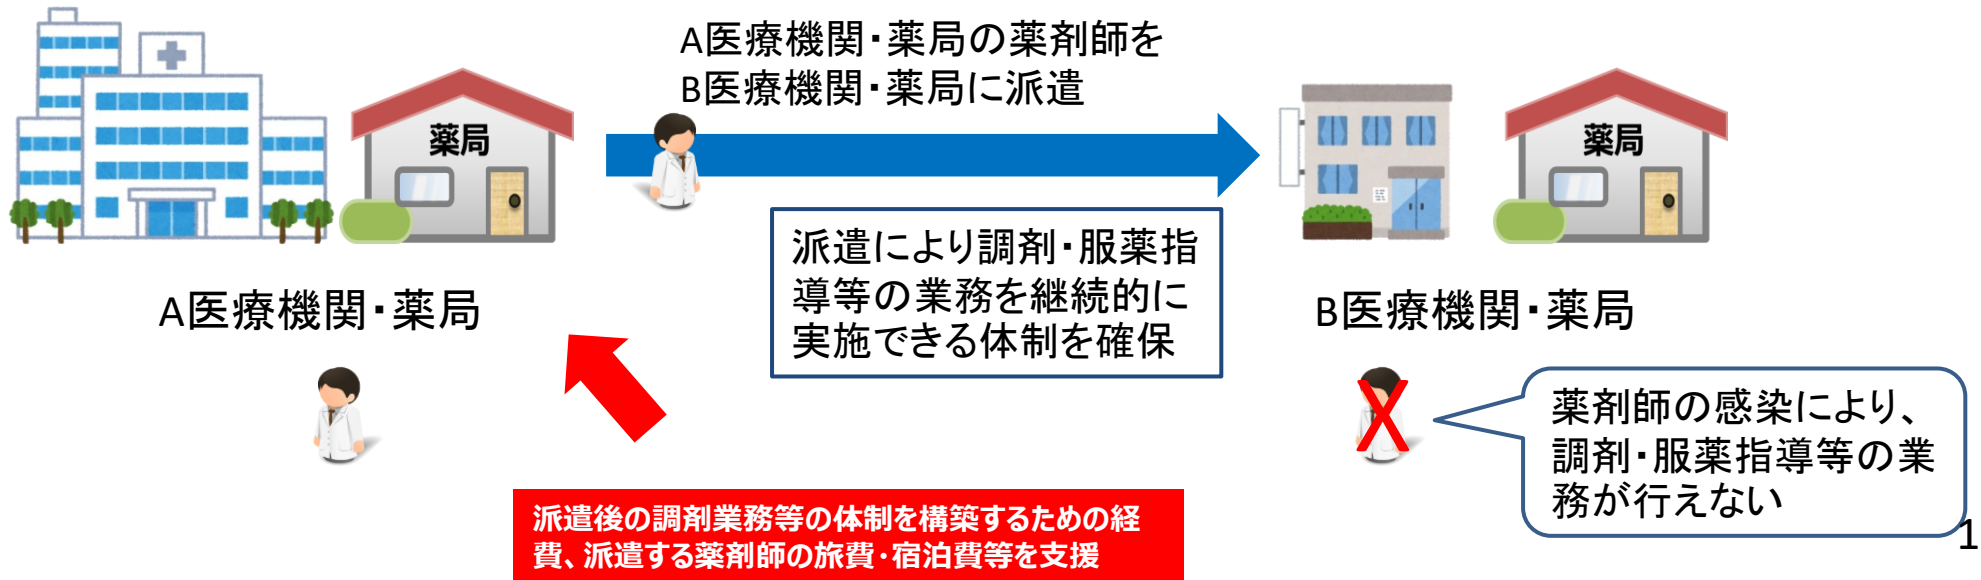 A医療機関・薬局の薬剤師を
B医療機関・薬局に派遣
薬局
薬局
派遣により調剤・服薬指
導等の業務を継続的に
実施できる体制を確保
A医療機関・薬局
B医療機関・薬局
X
薬剤師の感染により、
調剤・服薬指導等の業
務が行えない
派遣後の調剤業務等の体制を構築するための経
費、派遣する薬剤師の旅費・宿泊費等を支援
1